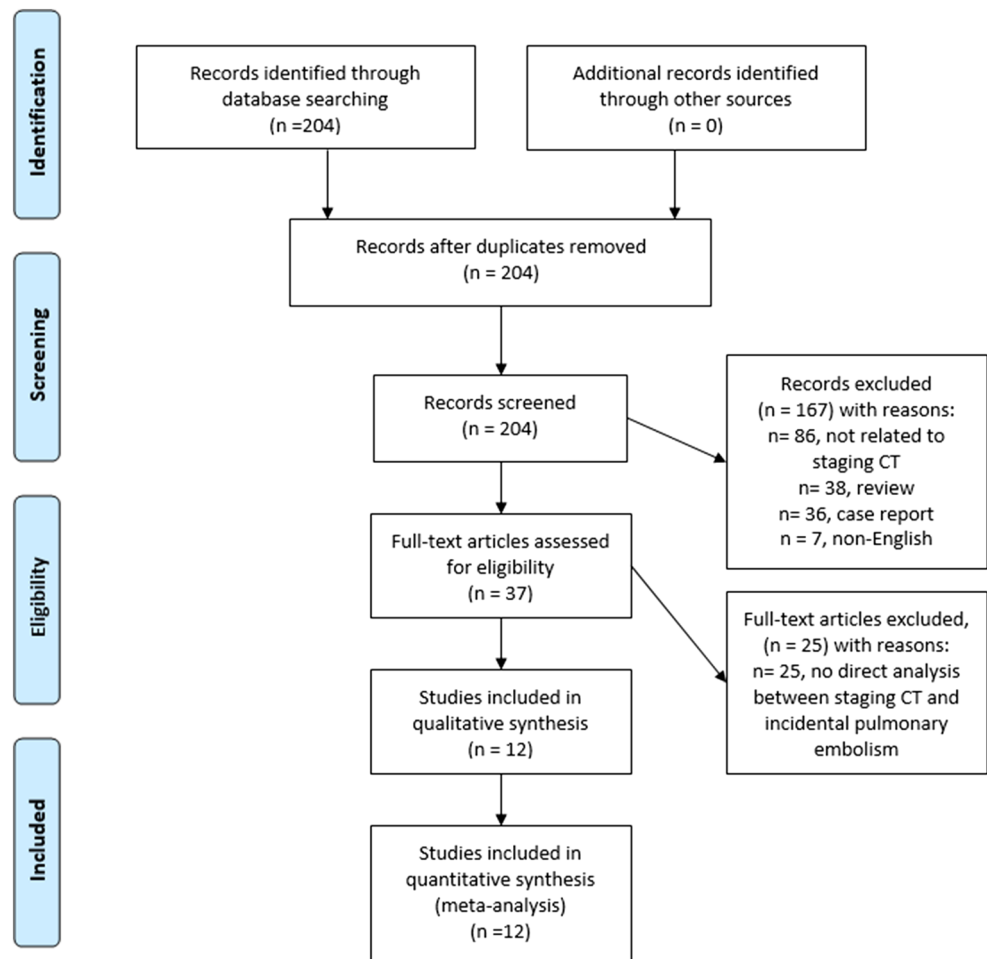 Identification
Records identified through
database searching
(n =204)
Additional records identified
through other sources
(n = 0)
Records after duplicates removed
(n = 204)
Screening
Records screened
(n = 204)
Records excluded
(n = 167) with reasons:
n= 86, not related to
staging CT
n= 38, review
n= 36, case report
n = 7, non-English
Eligibility
Full-text articles assessed
for eligibility
(n = 37)
Full-text articles excluded,
(n = 25) with reasons:
n= 25, no direct analysis
between staging CT and
incidental pulmonary
embolism
Studies included in
qualitative synthesis
(n = 12)
Included
Studies included in
quantitative synthesis
(meta-analysis)
(n =12)